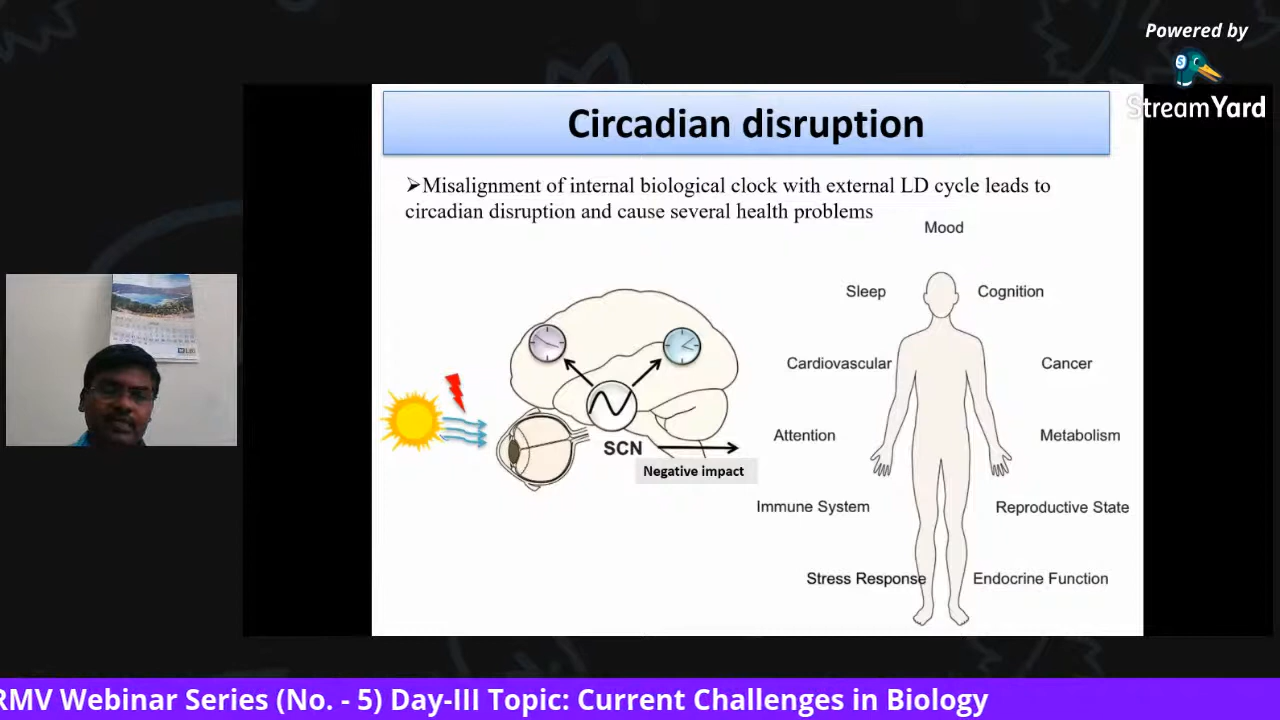 Powered by
StreamYard
Circadian disruption
➢Misalignment of internal biological clock with external LD cycle leads to
circadian disruption and cause several health problems
Mood
Sleep
Cognition
Cardiovascular
Cancer
Attention
Metabolism
SCN
Negative impact
Immune System
Reproductive State
Stress Response
Endocrine Function
RMV Webinar Series (No. - 5) Day-III Topic: Current Challenges in Biology